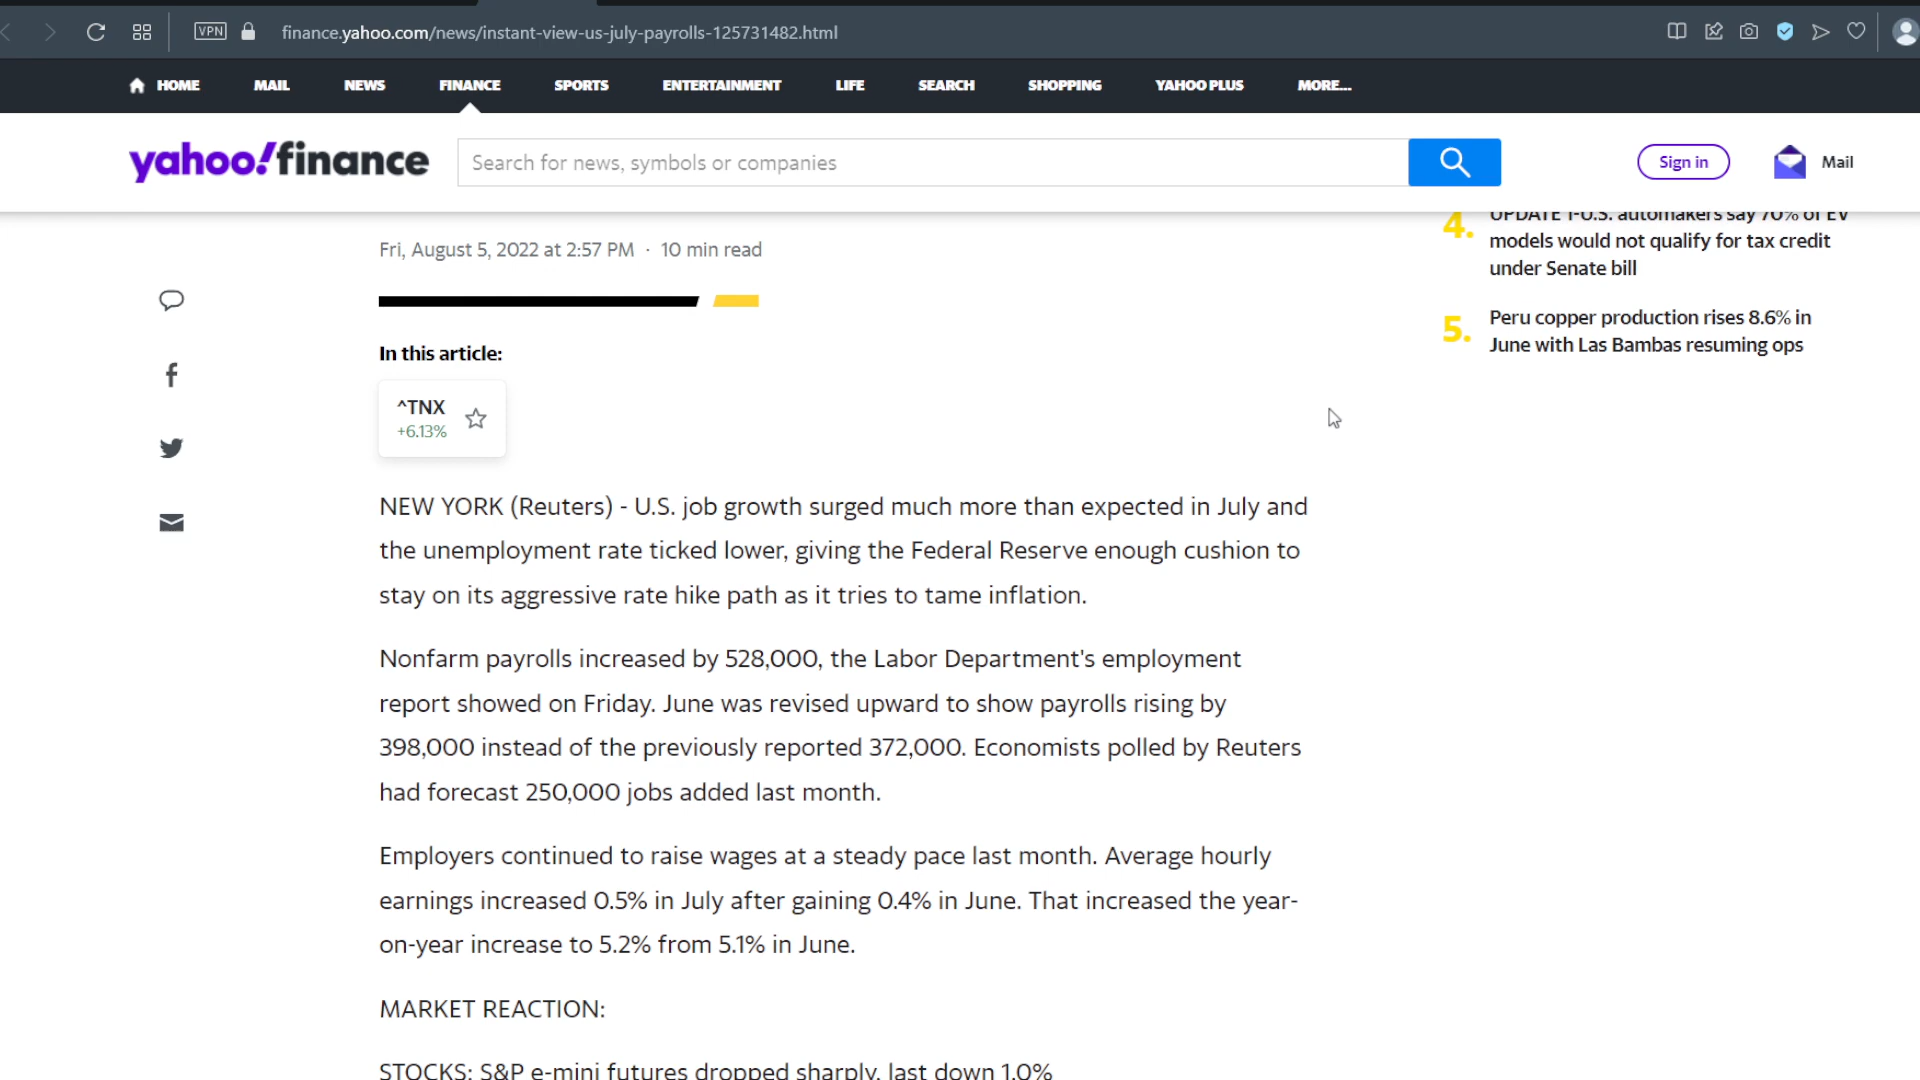 VPN
finance.yahoo.com/news/instant-view-us-july-payrolls-125731482.html
HOME MAIL NEWS FINANCE SPORTS ENTERTAINMENT LIFE SEARCH SHOPPING YAHOO PLUS MORE...
yahoo!finance
Search for news, symbols or companies
Sign in
Mail
Fri, August 5, 2022 at 2:57 PM · 10 min read
In this article:
^TNX
+6.13%
NEW YORK (Reuters) - U.S. job growth surged much more than expected in July and
the unemployment rate ticked lower, giving the Federal Reserve enough cushion to
stay on its aggressive rate hike path as it tries to tame inflation.
Nonfarm payrolls increased by 528,000, the Labor Department's employment
report showed on Friday. June was revised upward to show payrolls rising by
398,000 instead of the previously reported 372,000. Economists polled by Reuters
had forecast 250,000 jobs added last month.
Employers continued to raise wages at a steady pace last month. Average hourly
earnings increased 0.5% in July after gaining 0.4% in June. That increased the year-
on-year increase to 5.2% from 5.1% in June.
MARKET REACTION:
STOCKS: S&P e-mini futures dropped sharply, last down 1.0%
4. UPDATE 1-U.S. automakers say 70% of EV
models would not qualify for tax credit
under Senate bill
5. Peru copper production rises 8.6% in
June with Las Bambas resuming ops